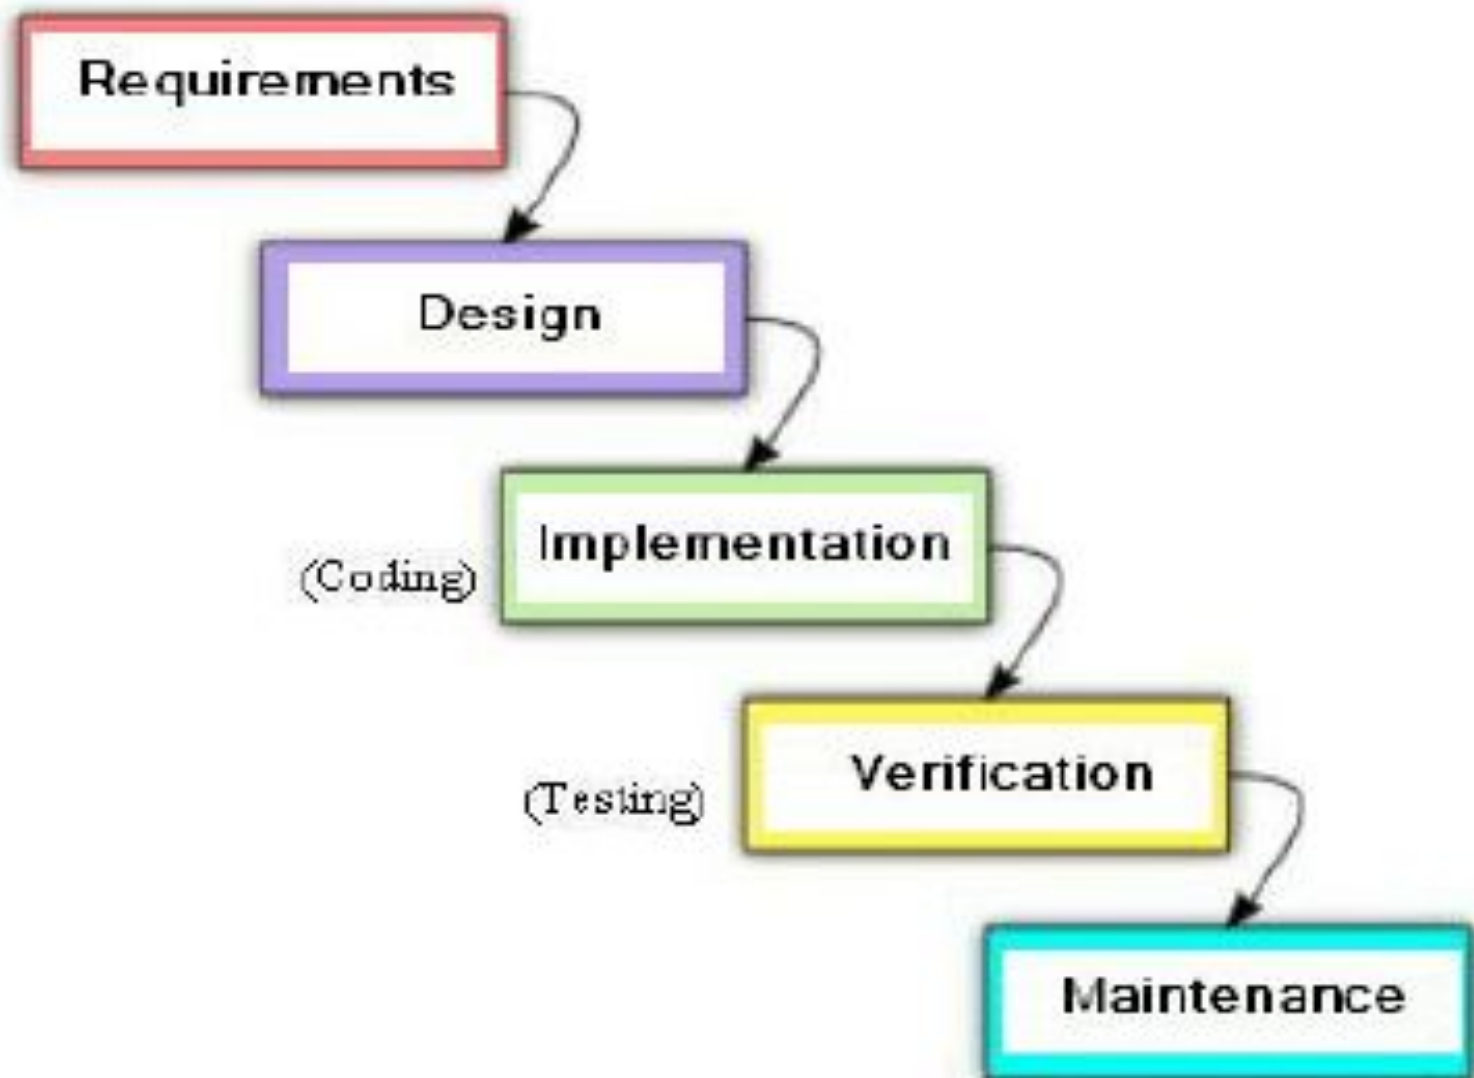 Requirements
Design
Implementation
(Coding)
Verification
(Testing)
Maintenance